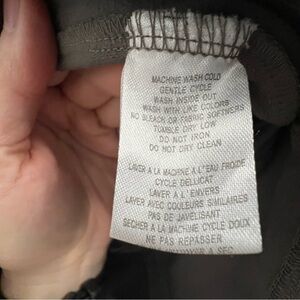 MACHINE WASH COLD
GENTLE CYCLE
WASH INSIDE OUT
WASH WITH LIKE COLORS
NO BLEACH OR FABRIC SOFTNERS
TUMBLE DRY LOW
DO NOT IRON
DO NOT DRY CLEAN
LAVER A LA MACHINE A L'EAU FROIDE
CYCLE DELICAT
LAVER A L' ENVERS
LAVER AVEC COULEURS SIMILAIRES
PAS DE JAVELISANT
SECHER A LA MACHINE CYCLE DOUX
NE PAS REPASSER
A SEC